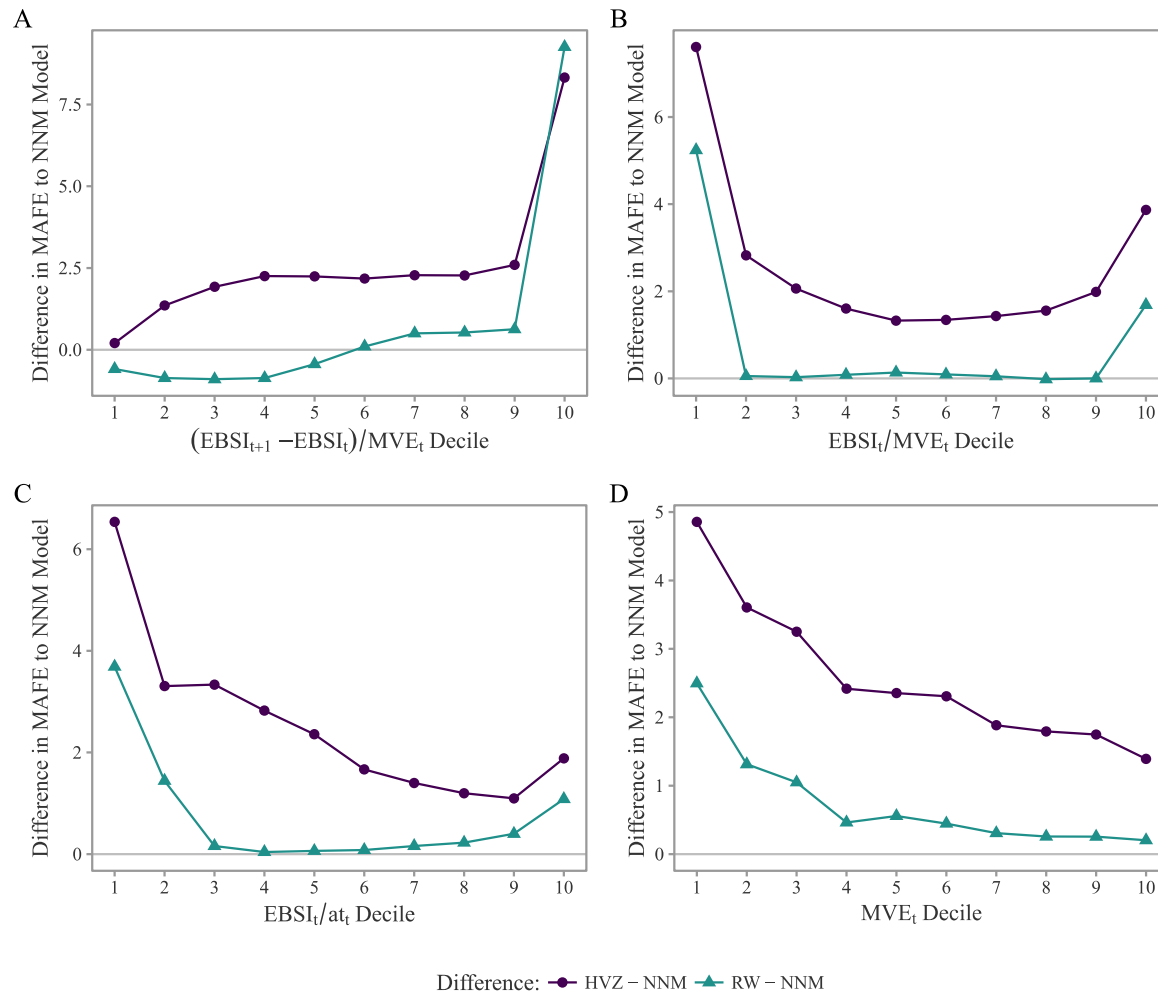 A
Difference in MAFE to NNM Model
7.5
5.0
2.5
0.0
1 2 3 4 5 6 7 8 9 10
(EBSIₜ₊₁ −EBSIₜ)/MVEₜ Decile
B
Difference in MAFE to NNM Model
6
4
2
0
1 2 3 4 5 6 7 8 9 10
EBSIₜ/MVEₜ Decile
C
Difference in MAFE to NNM Model
6
4
2
0
1 2 3 4 5 6 7 8 9 10
EBSIₜ/atₜ Decile
D
Difference in MAFE to NNM Model
5
4
3
2
1
0
1 2 3 4 5 6 7 8 9 10
MVEₜ Decile
Difference: HVZ − NNM RW − NNM